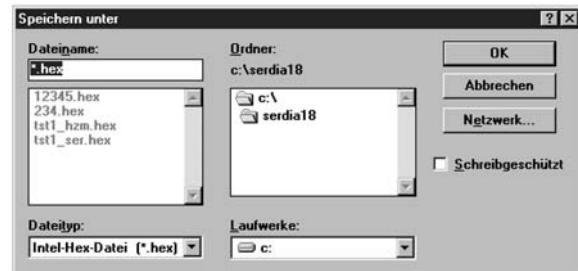 Speichern unter
Dateiname:
*.hex
12345.hex
234.hex
tst1_hzm.hex
tst1_ser.hex
Dateityp:
Intel-Hex-Datei (*.hex)
Ordner:
c:\serdia18
c:\
serdia18
Laufwerke:
c:
OK
Abbrechen
Netzwerk...
Schreibgeschützt